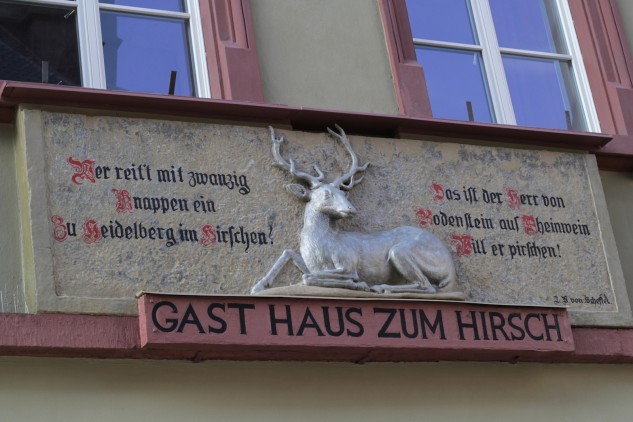 Wer reist mit zwanzig
Knappen ein
Zu Heidelberg im Hirschen?
Das ist der Herr von
Rodenstein auf Rheinwein
Will er pirschen!
J. V. von Scheffel
GAST HAUS ZUM HIRSCH